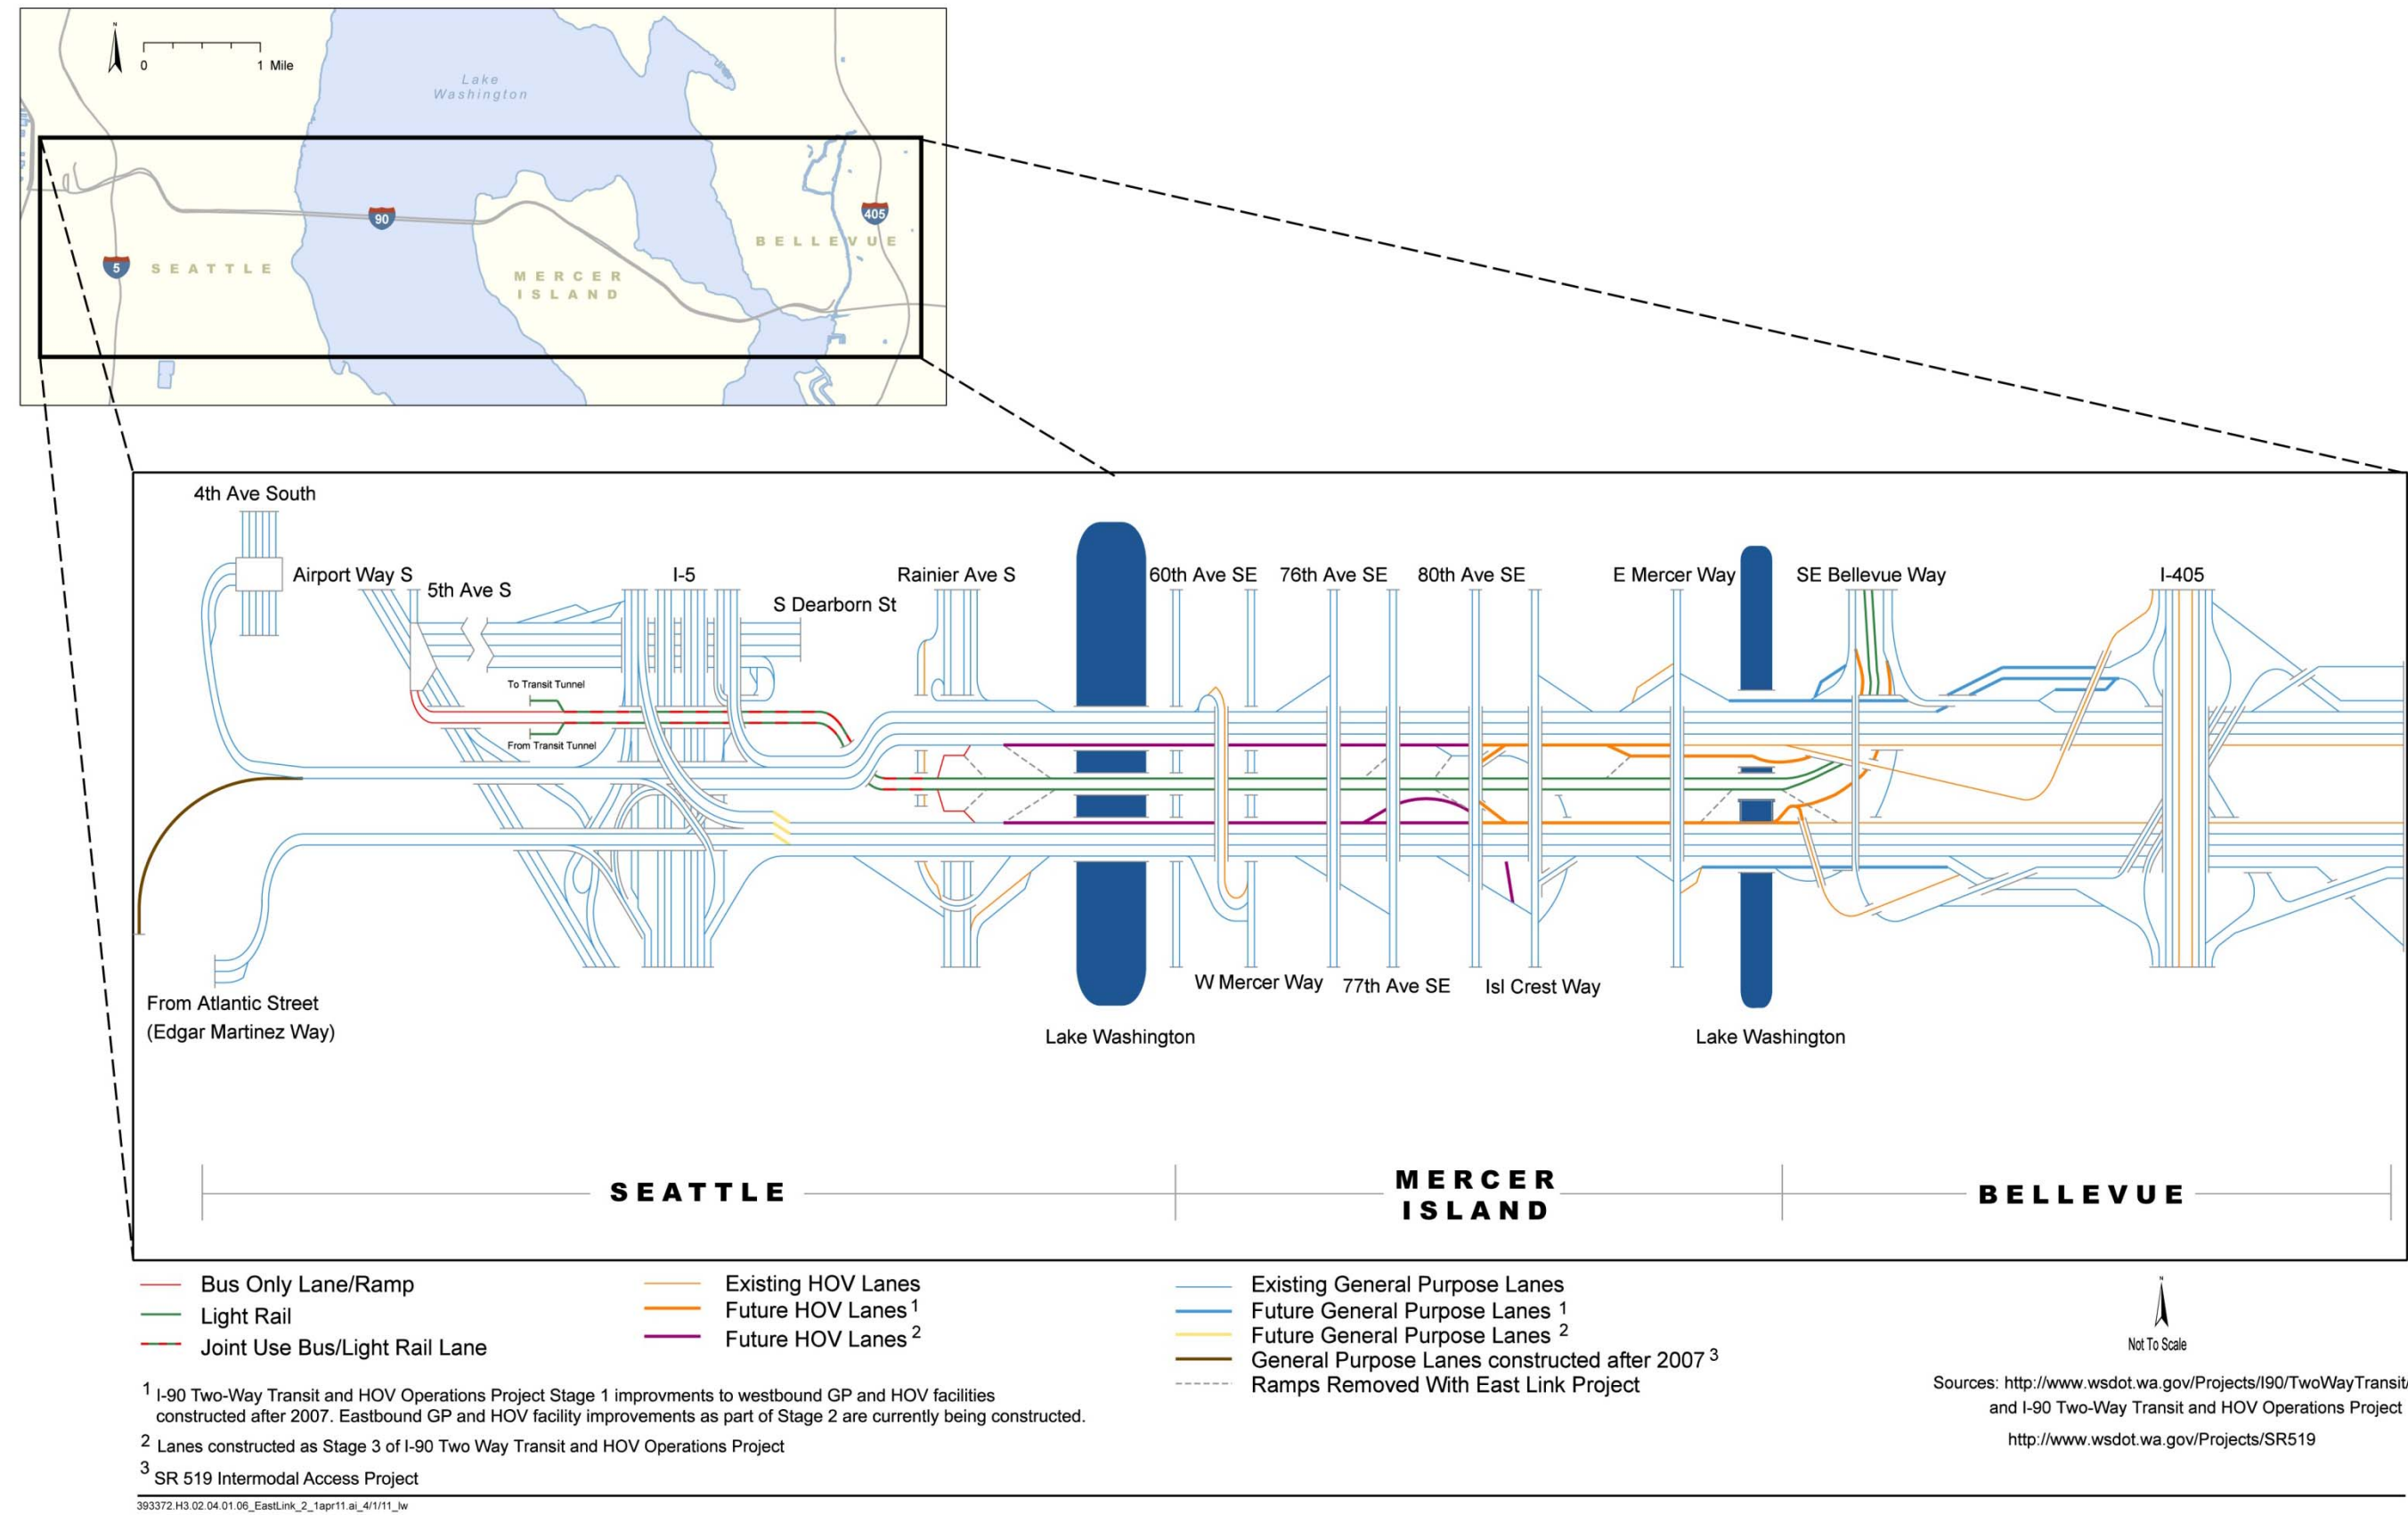 N
0 1 Mile
Lake
Washington
90
405
5
SEATTLE
BELLEVUE
MERCER
ISLAND
4th Ave South
Airport Way S
5th Ave S
I-5
S Dearborn St
Rainier Ave S
60th Ave SE
76th Ave SE
80th Ave SE
E Mercer Way
SE Bellevue Way
I-405
To Transit Tunnel
From Transit Tunnel
W Mercer Way
77th Ave SE
Isl Crest Way
From Atlantic Street
(Edgar Martinez Way)
Lake Washington
Lake Washington
SEATTLE
MERCER
ISLAND
BELLEVUE
Bus Only Lane/Ramp
Light Rail
Joint Use Bus/Light Rail Lane
Existing HOV Lanes
Future HOV Lanes 1
Future HOV Lanes 2
Existing General Purpose Lanes
Future General Purpose Lanes 1
Future General Purpose Lanes 2
General Purpose Lanes constructed after 2007 3
Ramps Removed With East Link Project
N
Not To Scale
1 I-90 Two-Way Transit and HOV Operations Project Stage 1 improvments to westbound GP and HOV facilities
constructed after 2007. Eastbound GP and HOV facility improvements as part of Stage 2 are currently being constructed.
2 Lanes constructed as Stage 3 of I-90 Two Way Transit and HOV Operations Project
3 SR 519 Intermodal Access Project
Sources: http://www.wsdot.wa.gov/Projects/I90/TwoWayTransit/
and I-90 Two-Way Transit and HOV Operations Project
http://www.wsdot.wa.gov/Projects/SR519
393372.H3.02.04.01.06_EastLink_2_1apr11.ai_4/1/11_lw